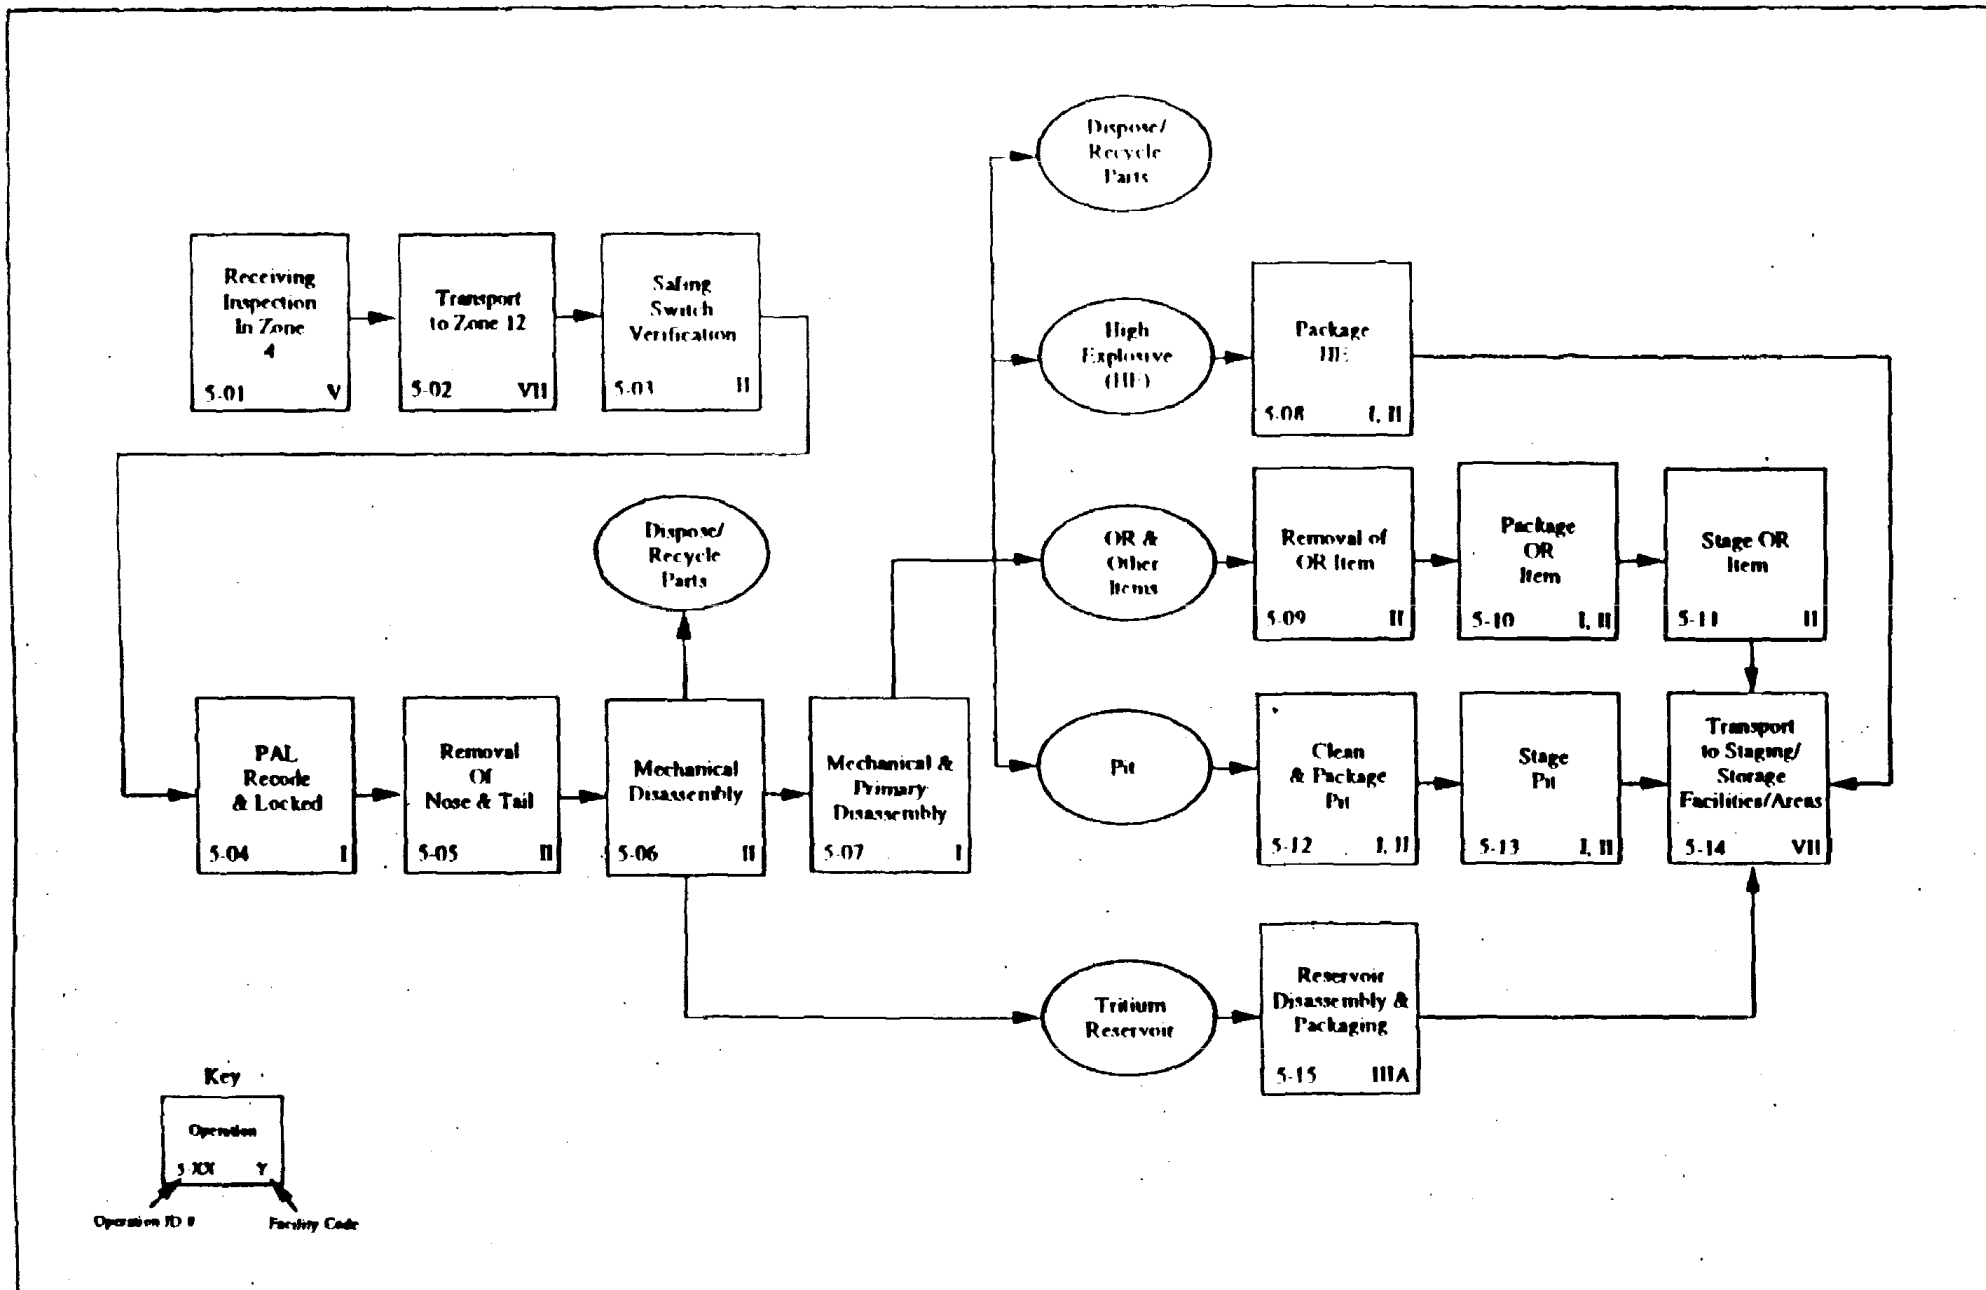 Dispose/
Recycle
Parts
Receiving
Inspection
In Zone
4
5-01 V
Transport
to Zone 12
5-02 VII
Safing
Switch
Verification
5-03 II
High
Explosive
(HE)
Package
HE
5-08 I, II
Dispose/
Recycle
Parts
OR &
Other
Items
Removal of
OR Item
5-09 II
Package
OR
Item
5-10 I, II
Stage OR
Item
5-11 II
PAL
Recode
& Locked
5-04 I
Removal
Of
Nose & Tail
5-05 II
Mechanical
Disassembly
5-06 II
Mechanical &
Primary
Disassembly
5-07 I
Pit
Clean
& Package
Pit
5-12 I, II
Stage
Pit
5-13 I, II
Transport
to Staging/
Storage
Facilities/Areas
5-14 VII
Tritium
Reservoir
Reservoir
Disassembly &
Packaging
5-15 IIIA
Key
Operation
5-XX Y
Operation ID #
Facility Code